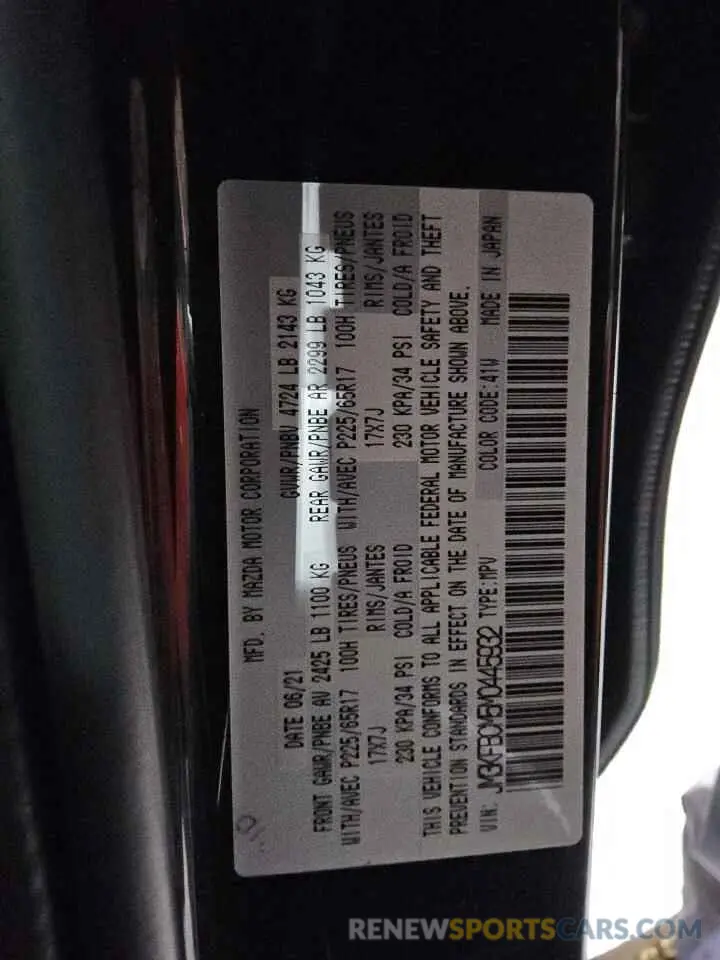 MFD. BY MAZDA MOTOR CORPORATION
DATE 06/21 GVWR/PNBV 4724 LB 2143 KG
FRONT GAWR/PNBE AV 2425 LB 1100 KG REAR GAWR/PNBE AR 2299 LB 1043 KG
WITH/AVEC P225/65R17 100H TIRES/PNEUS WITH/AVEC P225/65R17 100H TIRES/PNEUS
17X7J RIMS/JANTES 17X7J RIMS/JANTES
230 KPA/34 PSI COLD/A FROID 230 KPA/34 PSI COLD/A FROID
THIS VEHICLE CONFORMS TO ALL APPLICABLE FEDERAL MOTOR VEHICLE SAFETY AND THEFT
PREVENTION STANDARDS IN EFFECT ON THE DATE OF MANUFACTURE SHOWN ABOVE.
VIN: JM3KFBCM5M0445932 TYPE:MPV COLOR CODE:41W MADE IN JAPAN
RENEWSPORTSCARS.COM